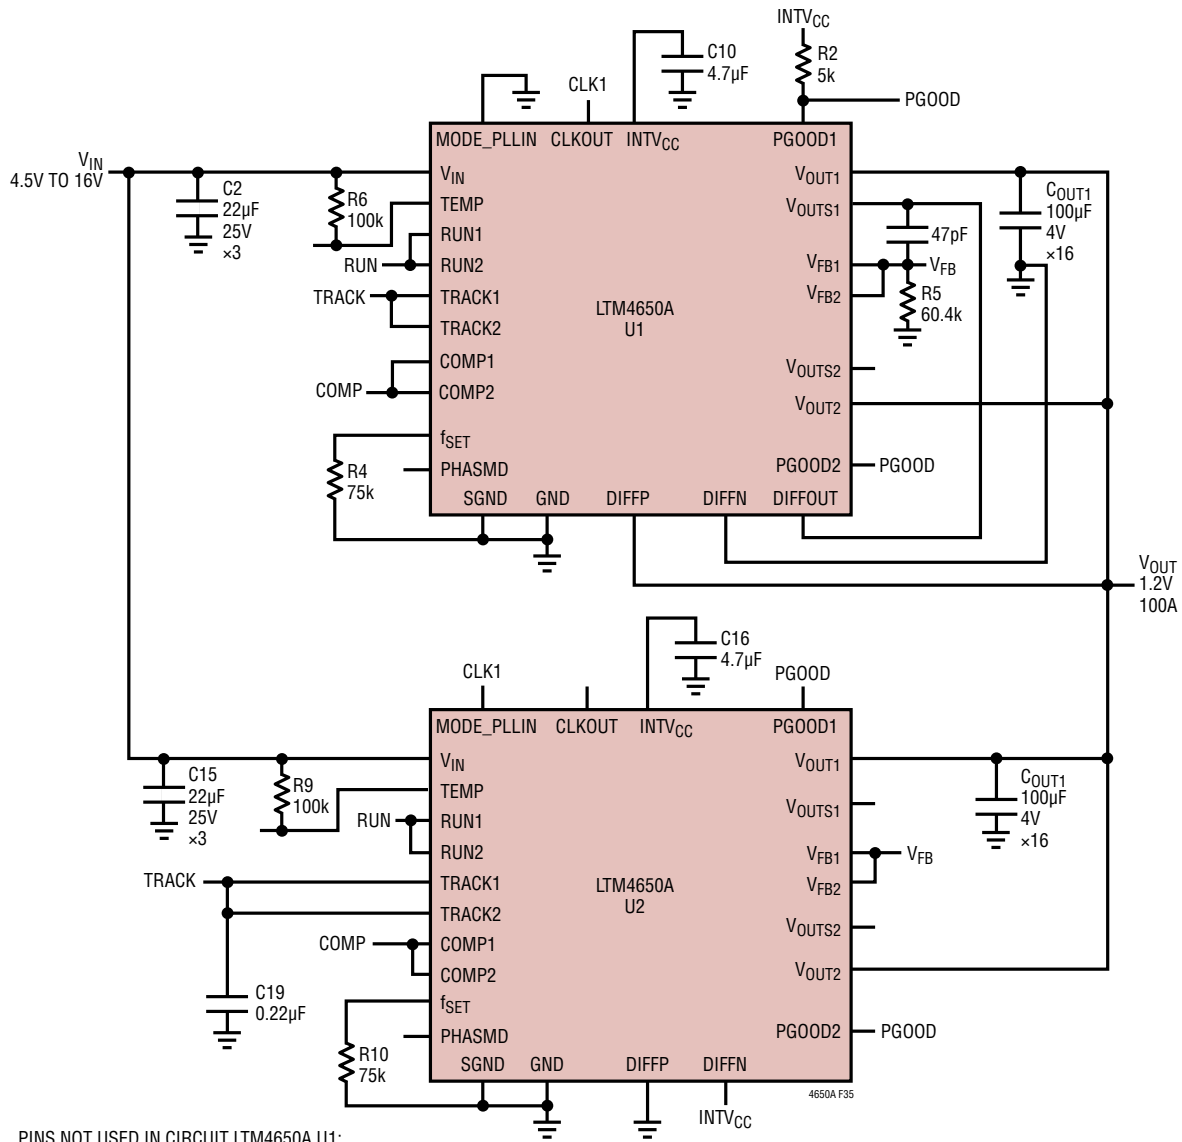 INTVCC
R2
5k
C10
4.7µF
CLK1
PGOOD
MODE_PLLIN CLKOUT INTVCC PGOOD1
VIN
4.5V TO 16V
C2
22µF
25V
×3
R6
100k
VIN
TEMP
RUN1
RUN RUN2
TRACK TRACK1
TRACK2
COMP1
COMP COMP2
fSET
R4
75k
PHASMD
SGND GND DIFFP DIFFN DIFFOUT
LTM4650A
U1
VOUT1
VOUTS1
COUT1
100µF
4V
×16
47pF
VFB1 VFB
VFB2
R5
60.4k
VOUTS2
VOUT2
PGOOD2 PGOOD
VOUT
1.2V
100A
C16
4.7µF
CLK1
PGOOD
MODE_PLLIN CLKOUT INTVCC PGOOD1
C15
22µF
25V
×3
R9
100k
VIN
TEMP
RUN RUN1
RUN2
TRACK TRACK1
TRACK2
COMP COMP1
COMP2
C19
0.22µF
fSET
PHASMD
R10
75k
SGND GND DIFFP DIFFN
LTM4650A
U2
VOUT1
VOUTS1
COUT1
100µF
4V
×16
VFB1 VFB
VFB2
VOUTS2
VOUT2
PGOOD2 PGOOD
4650A F35
INTVCC
PINS NOT USED IN CIRCUIT LTM4650A U1: